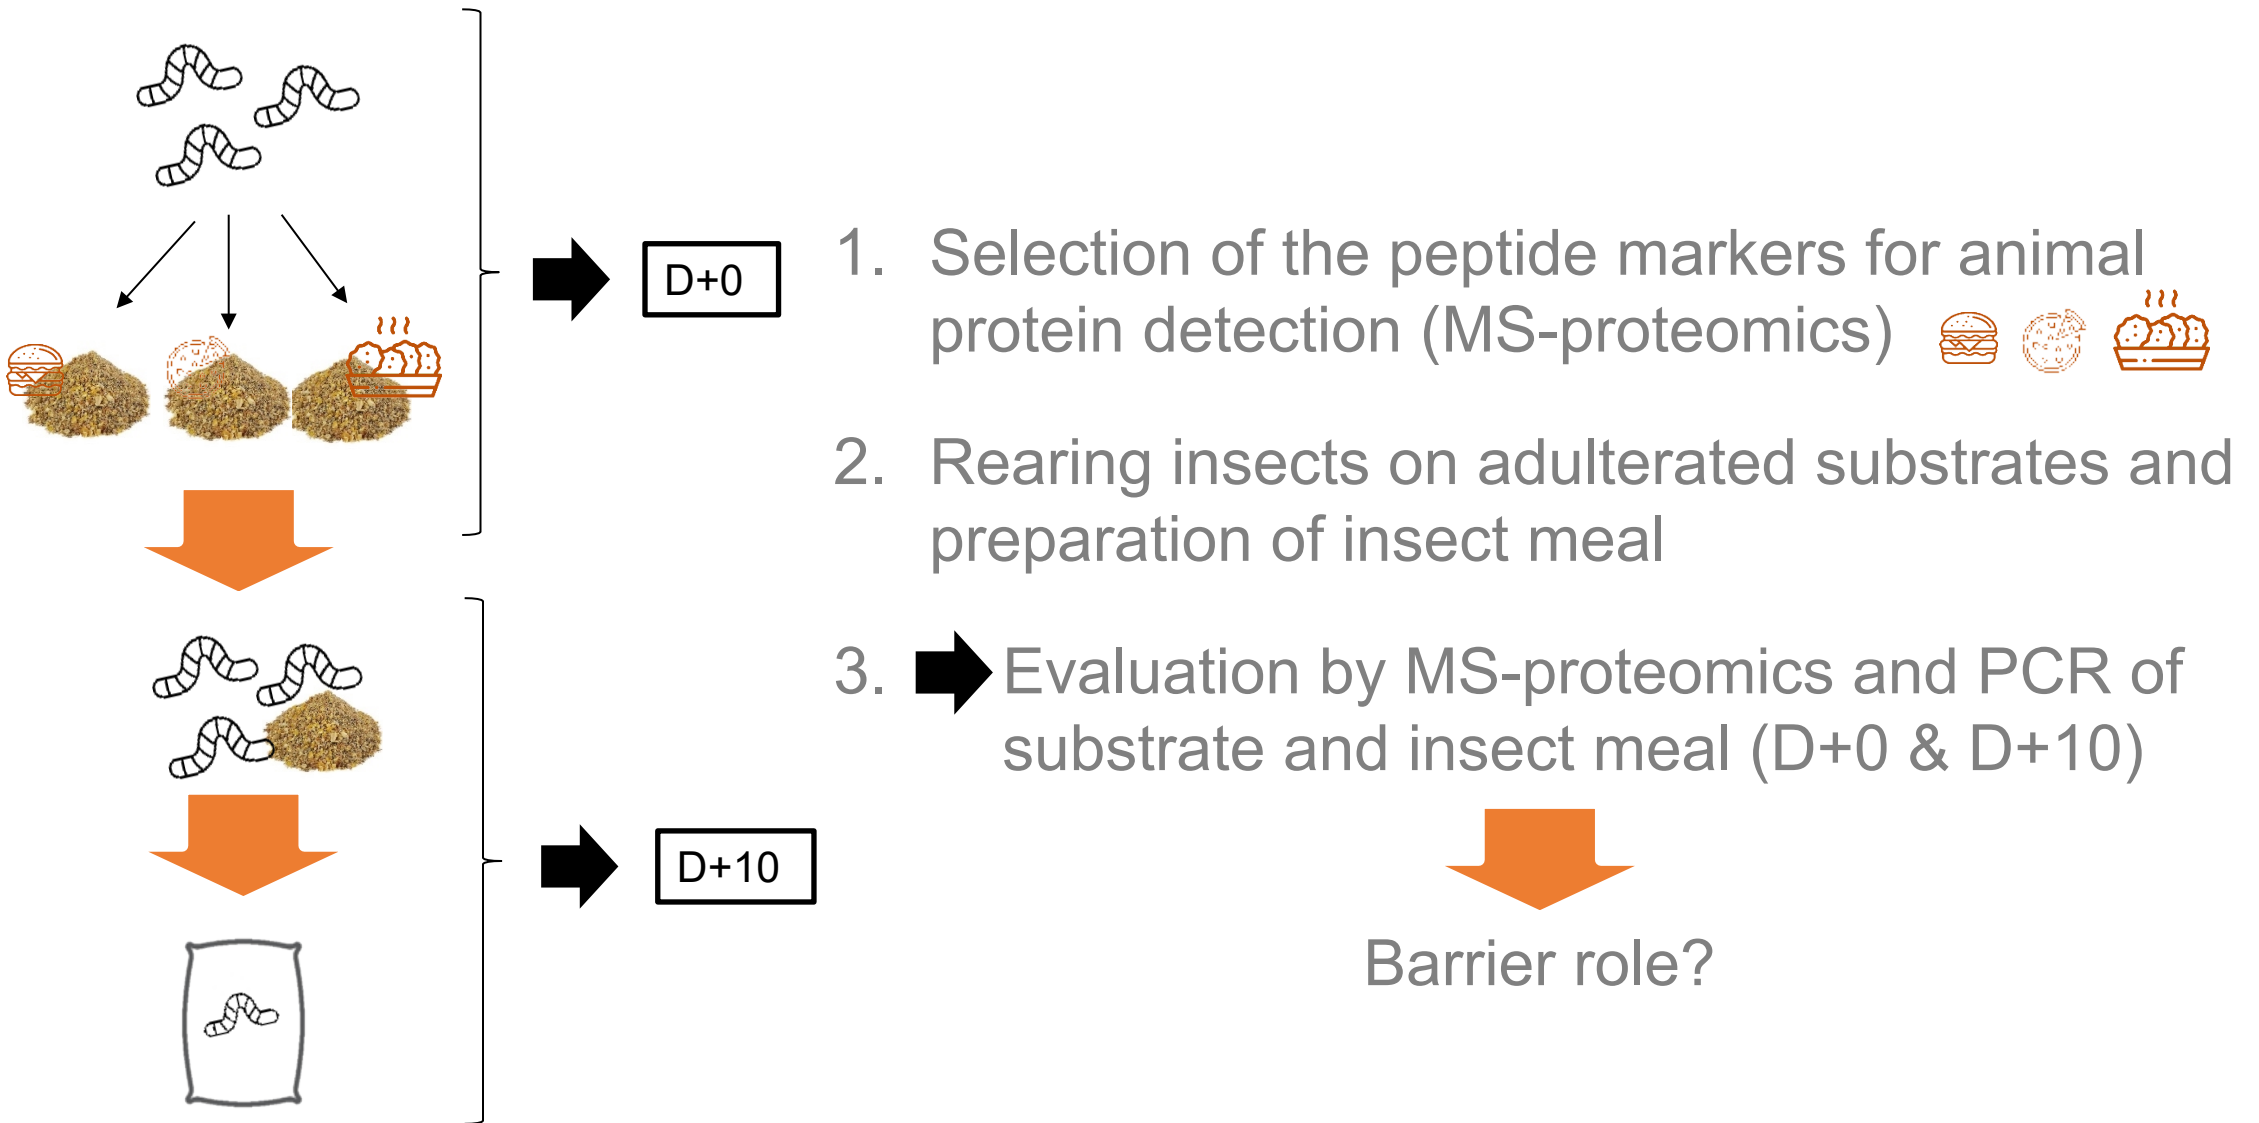 D+0
1. Selection of the peptide markers for animal
protein detection (MS-proteomics)
2. Rearing insects on adulterated substrates and
preparation of insect meal
3. Evaluation by MS-proteomics and PCR of
substrate and insect meal (D+0 & D+10)
D+10
Barrier role?